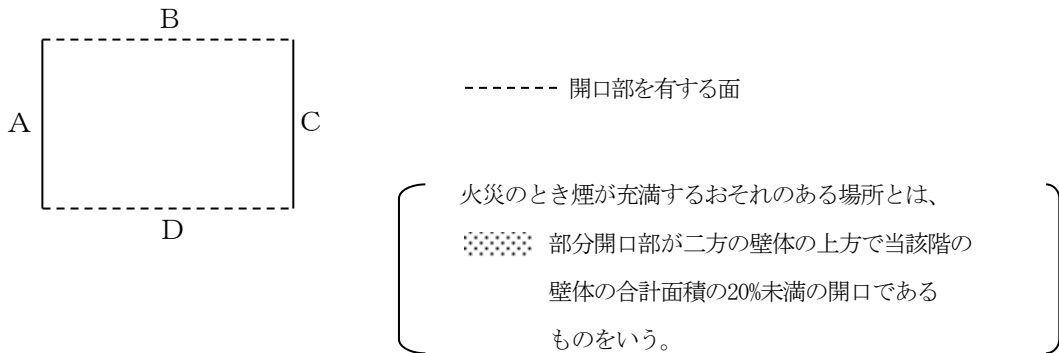 B
A
C
D
開口部を有する面
火災のとき煙が充満するおそれのある場所とは、
部分開口部が二方の壁体の上方で当該階の
壁体の合計面積の20%未満の開口である
ものをいう。